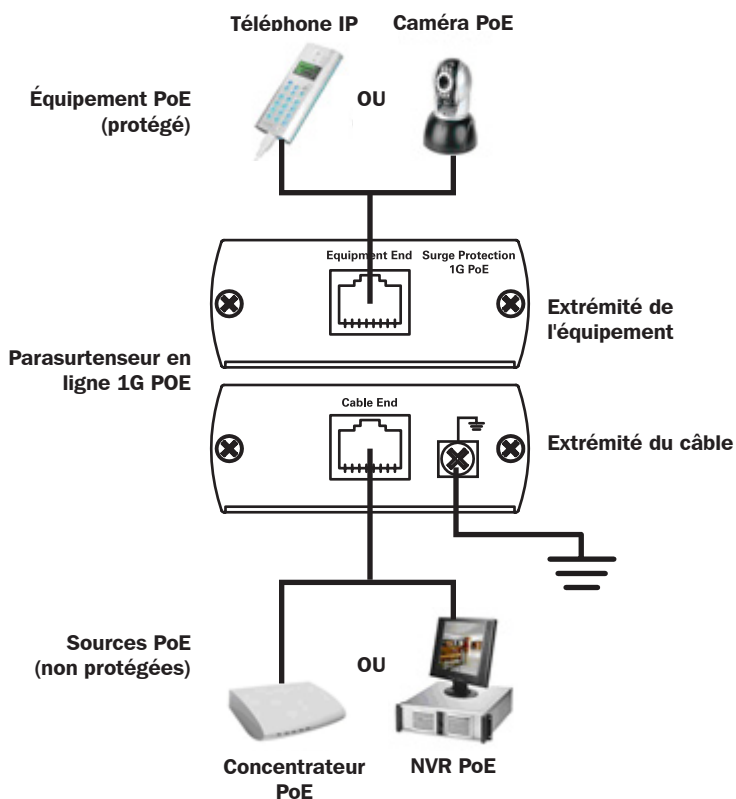 Téléphone IP
Caméra PoE
Équipement PoE
(protégé)
OU
Equipment End
Surge Protection
1G PoE
Extrémité de
l'équipement
Parasurtenseur en
ligne 1G POE
Cable End
Extrémité du câble
Sources PoE
(non protégées)
OU
Concentrateur
PoE
NVR PoE